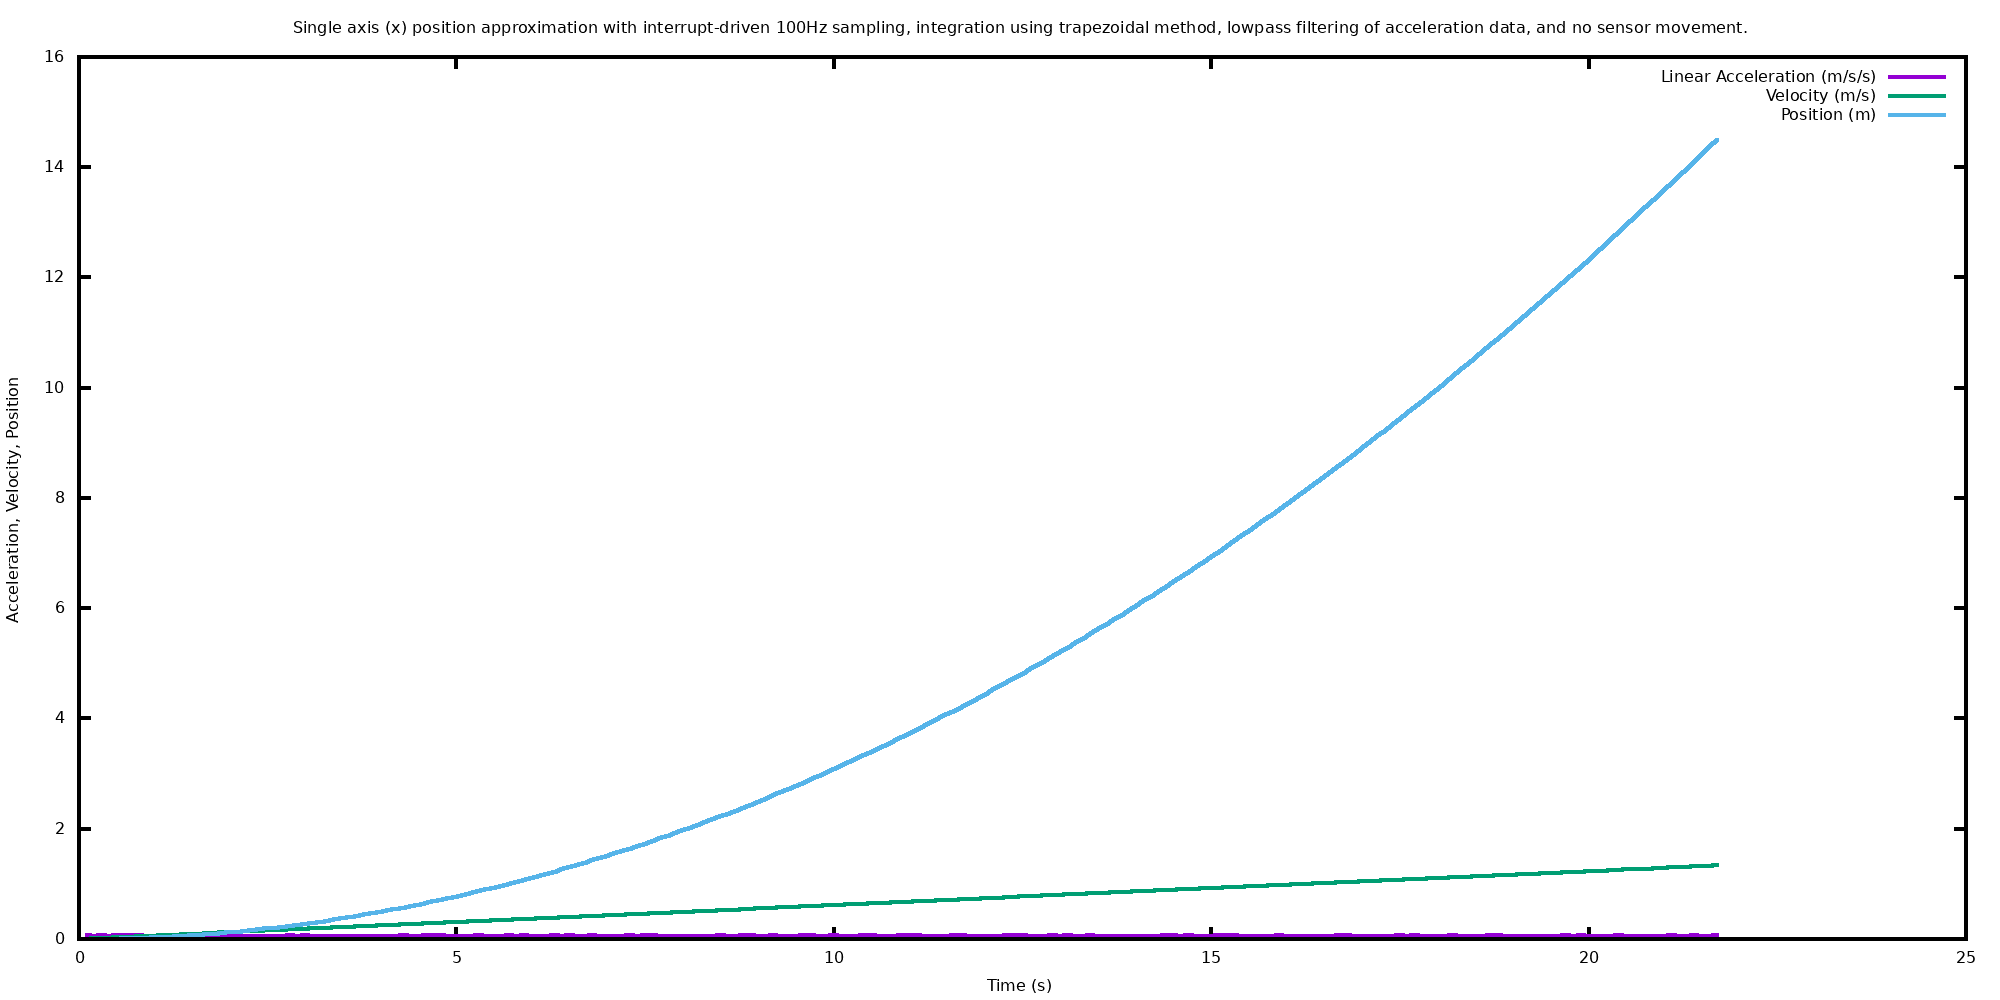 Single axis (x) position approximation with interrupt-driven 100Hz sampling, integration using trapezoidal method, lowpass filtering of acceleration data, and no sensor movement.
16
14
12
10
8
6
4
2
0
Acceleration, Velocity, Position
Linear Acceleration (m/s/s)
Velocity (m/s)
Position (m)
0 5 10 15 20 25
Time (s)